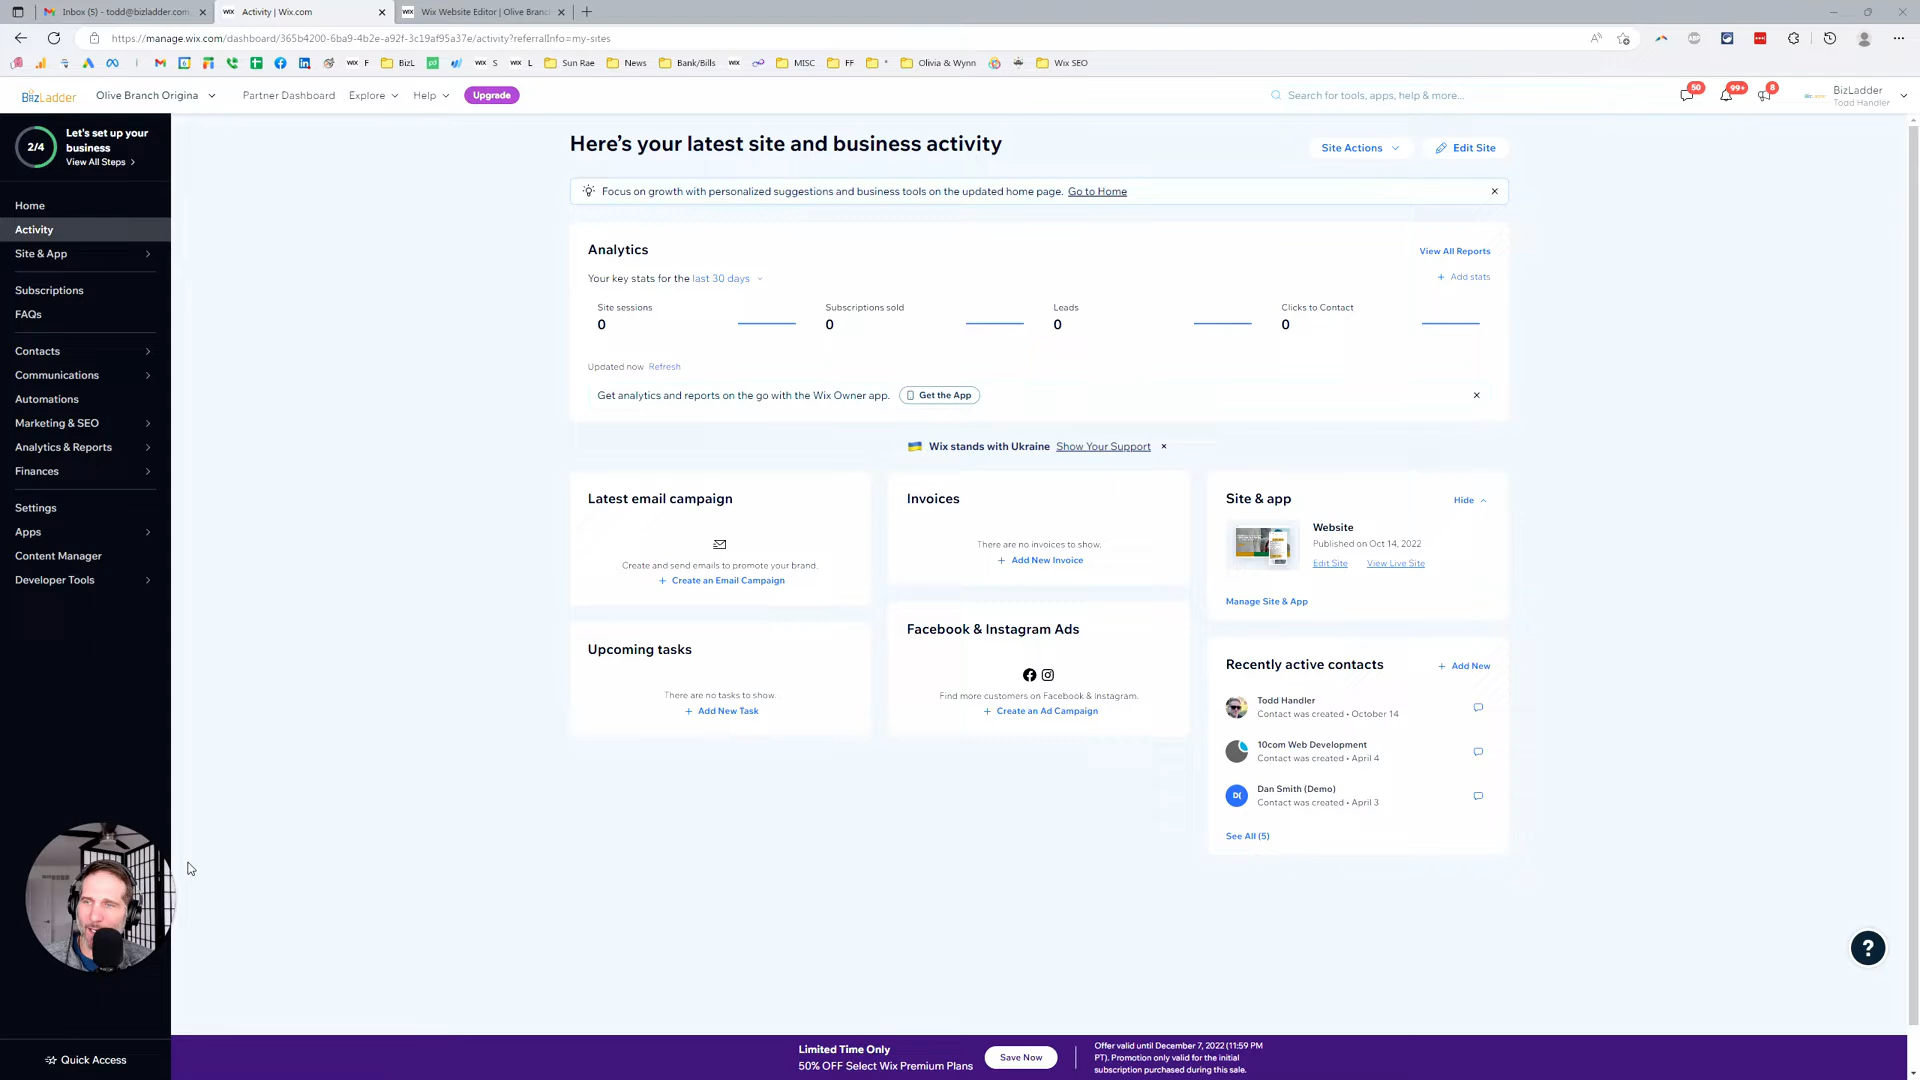 Inbox (5) - todd@bizladder.com
Activity | Wix.com
WiX Wix Website Editor | Olive Branch
https://manage.wix.com/dashboard/365b4200-6ba9-4b2e-a92f-3c19af95a37e/activity?referralInfo=my-sites
WiX F BizL WiX S WiX L Sun Rae News Bank/Bills WiX MISC FF * Olivia & Wynn Wix SEO
BizLadder Olive Branch Origina Partner Dashboard Explore Help Upgrade
Search for tools, apps, help & more...
50 99+ 8
BizLadder
Todd Handler
2/4
Let's set up your
business
View All Steps
Home
Activity
Site & App
Subscriptions
FAQs
Contacts
Communications
Automations
Marketing & SEO
Analytics & Reports
Finances
Settings
Apps
Content Manager
Developer Tools
Quick Access
Here's your latest site and business activity
Site Actions
Edit Site
Focus on growth with personalized suggestions and business tools on the updated home page. Go to Home
Analytics
View All Reports
Your key stats for the last 30 days
+ Add stats
Site sessions
0
Subscriptions sold
0
Leads
0
Clicks to Contact
0
Updated now Refresh
Get analytics and reports on the go with the Wix Owner app. Get the App
Wix stands with Ukraine Show Your Support
Latest email campaign
Create and send emails to promote your brand.
+ Create an Email Campaign
Upcoming tasks
There are no tasks to show.
+ Add New Task
Invoices
There are no invoices to show.
+ Add New Invoice
Facebook & Instagram Ads
Find more customers on Facebook & Instagram.
+ Create an Ad Campaign
Site & app
Hide
Website
Published on Oct 14, 2022
Edit Site View Live Site
Manage Site & App
Recently active contacts
+ Add New
Todd Handler
Contact was created • October 14
10com Web Development
Contact was created • April 4
D(
Dan Smith (Demo)
Contact was created • April 3
See All (5)
?
Limited Time Only
50% OFF Select Wix Premium Plans
Save Now
Offer valid until December 7, 2022 (11:59 PM
PT). Promotion only valid for the initial
subscription purchased during this sale.